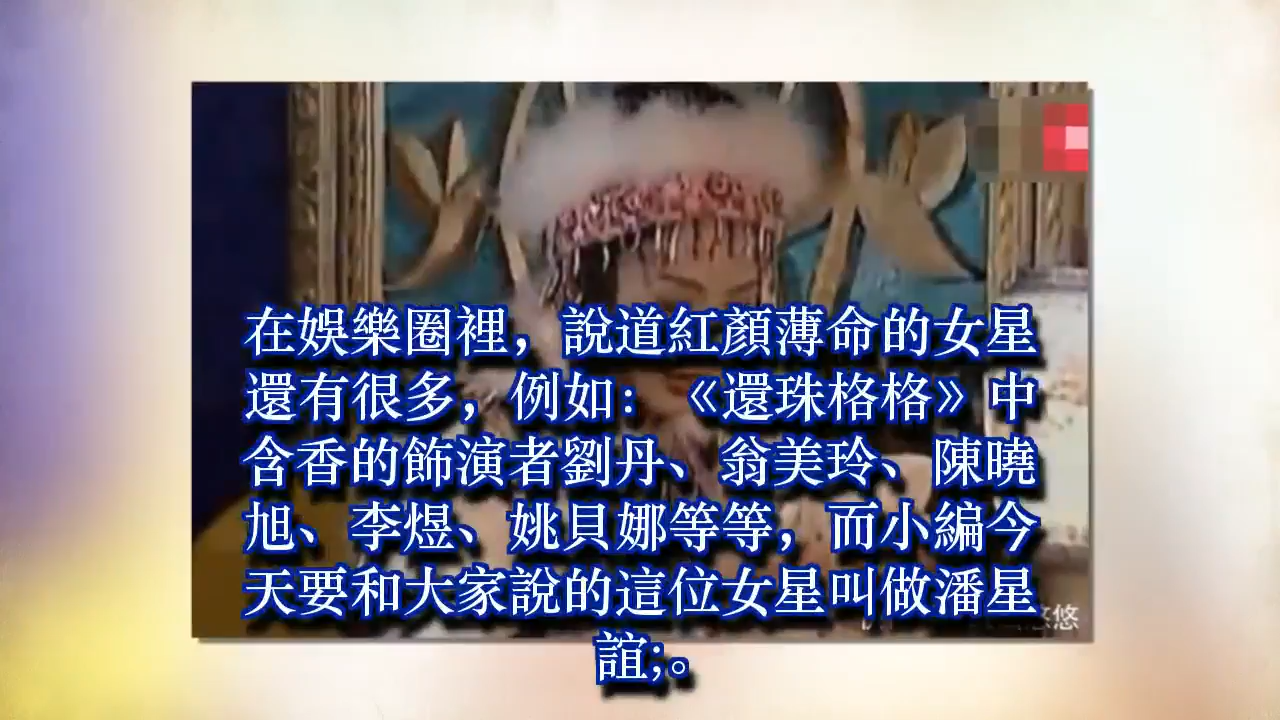 在娛樂圈裡，說道紅顏薄命的女星
還有很多，例如：《還珠格格》中
含香的飾演者劉丹、翁美玲、陳曉
旭、李煜、姚貝娜等等，而小編今
天要和大家說的這位女星叫做潘星
誼;。
悠悠